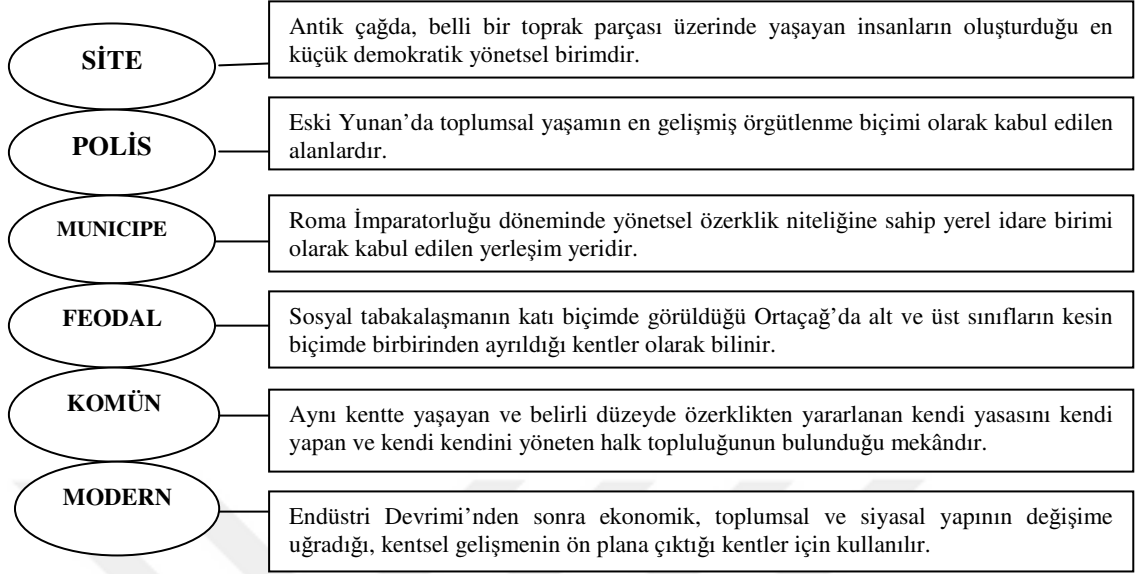 SİTE
Antik çağda, belli bir toprak parçası üzerinde yaşayan insanların oluşturduğu en
küçük demokratik yönetsel birimdir.
POLİS
Eski Yunan’da toplumsal yaşamın en gelişmiş örgütlenme biçimi olarak kabul edilen
alanlardır.
MUNICIPE
Roma İmparatorluğu döneminde yönetsel özerklik niteliğine sahip yerel idare birimi
olarak kabul edilen yerleşim yeridir.
FEODAL
Sosyal tabakalaşmanın katı biçimde görüldüğü Ortaçağ’da alt ve üst sınıfların kesin
biçimde birbirinden ayrıldığı kentler olarak bilinir.
KOMÜN
Aynı kentte yaşayan ve belirli düzeyde özerklikten yararlanan kendi yasasını kendi
yapan ve kendi kendini yöneten halk topluluğunun bulunduğu mekândır.
MODERN
Endüstri Devrimi’nden sonra ekonomik, toplumsal ve siyasal yapının değişime
uğradığı, kentsel gelişmenin ön plana çıktığı kentler için kullanılır.